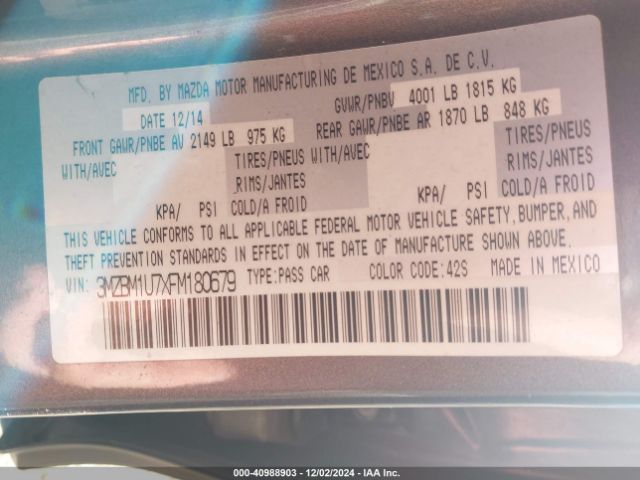 MFD. BY MAZDA MOTOR MANUFACTURING DE MEXICO S.A. DE C.V.
DATE 12/14 GVWR/PNBV 4001 LB 1815 KG
FRONT GAWR/PNBE AV 2149 LB 975 KG REAR GAWR/PNBE AR 1870 LB 848 KG
WITH/AVEC TIRES/PNEUS WITH/AVEC TIRES/PNEUS
RIMS/JANTES RIMS/JANTES
KPA/ PSI COLD/A FROID KPA/ PSI COLD/A FROID
THIS VEHICLE CONFORMS TO ALL APPLICABLE FEDERAL MOTOR VEHICLE SAFETY, BUMPER, AND
THEFT PREVENTION STANDARDS IN EFFECT ON THE DATE OF MANUFACTURE SHOWN ABOVE.
VIN: 3MZBM1U7XFM180679 TYPE:PASS CAR COLOR CODE:42S MADE IN MEXICO
000-40988903 - 12/02/2024 - IAA Inc.